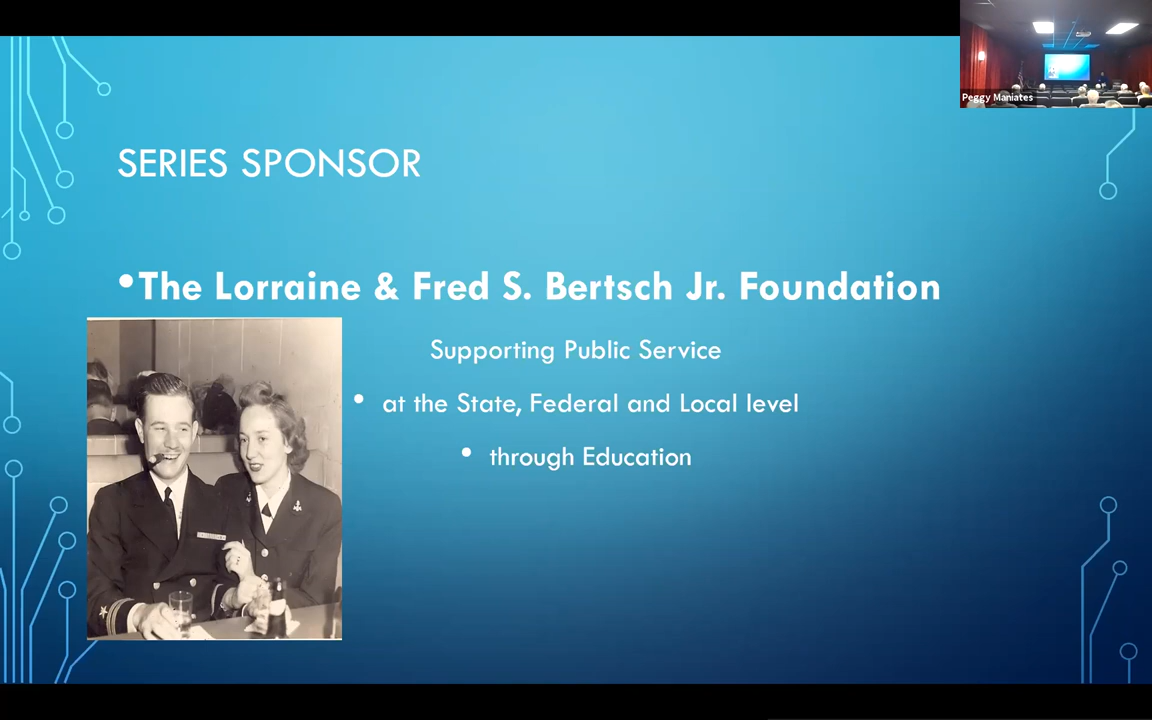 Peggy Maniates
SERIES SPONSOR
•The Lorraine & Fred S. Bertsch Jr. Foundation
Supporting Public Service
• at the State, Federal and Local level
• through Education